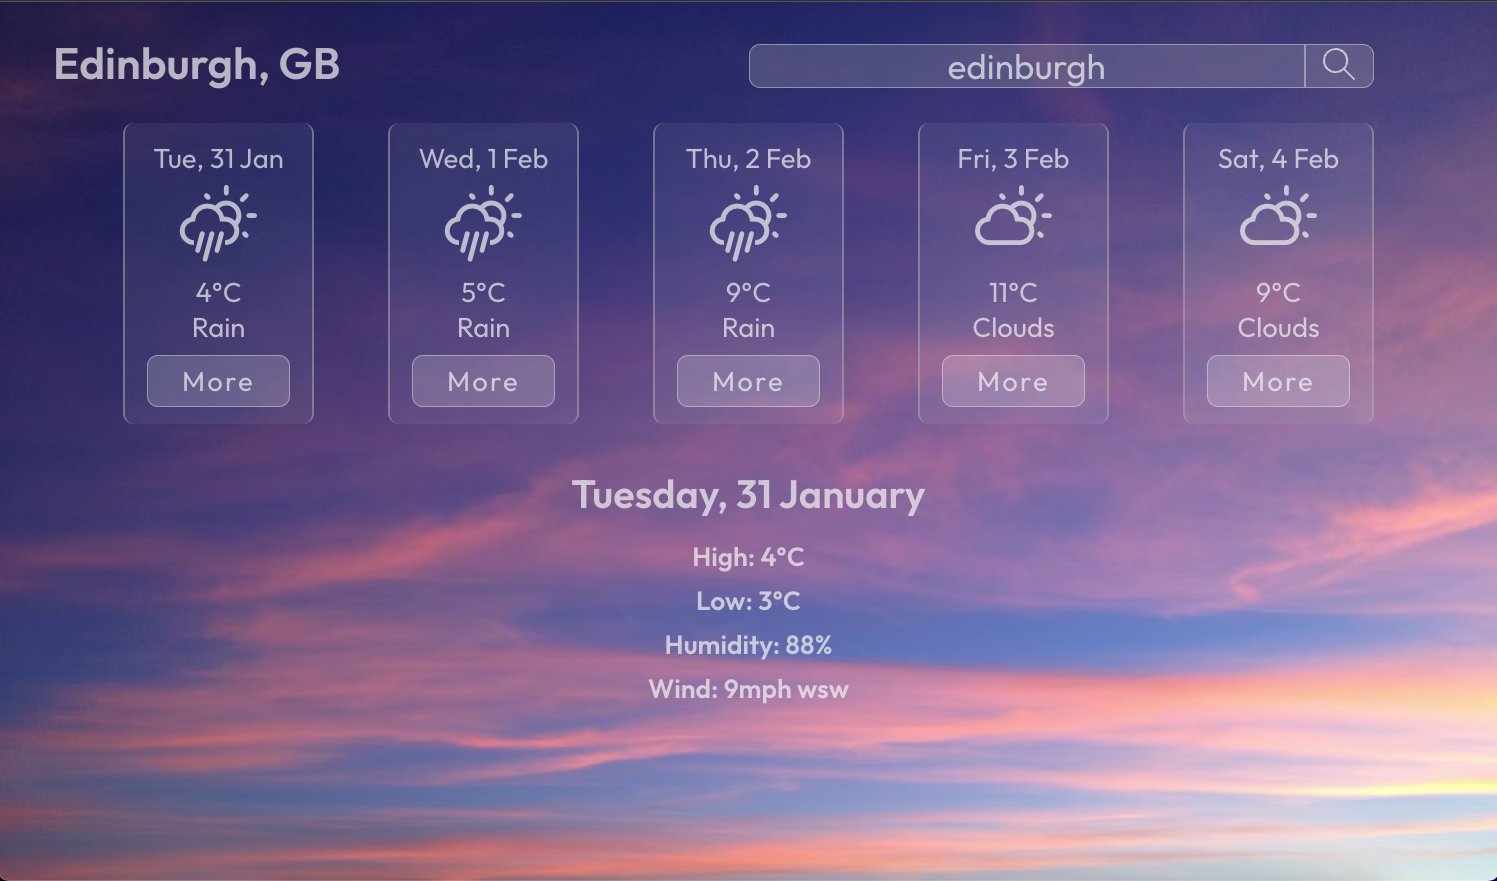 Edinburgh, GB
edinburgh
Tue, 31 Jan
4°C
Rain
More
Wed, 1 Feb
5°C
Rain
More
Thu, 2 Feb
9°C
Rain
More
Fri, 3 Feb
11°C
Clouds
More
Sat, 4 Feb
9°C
Clouds
More
Tuesday, 31 January
High: 4°C
Low: 3°C
Humidity: 88%
Wind: 9mph wsw